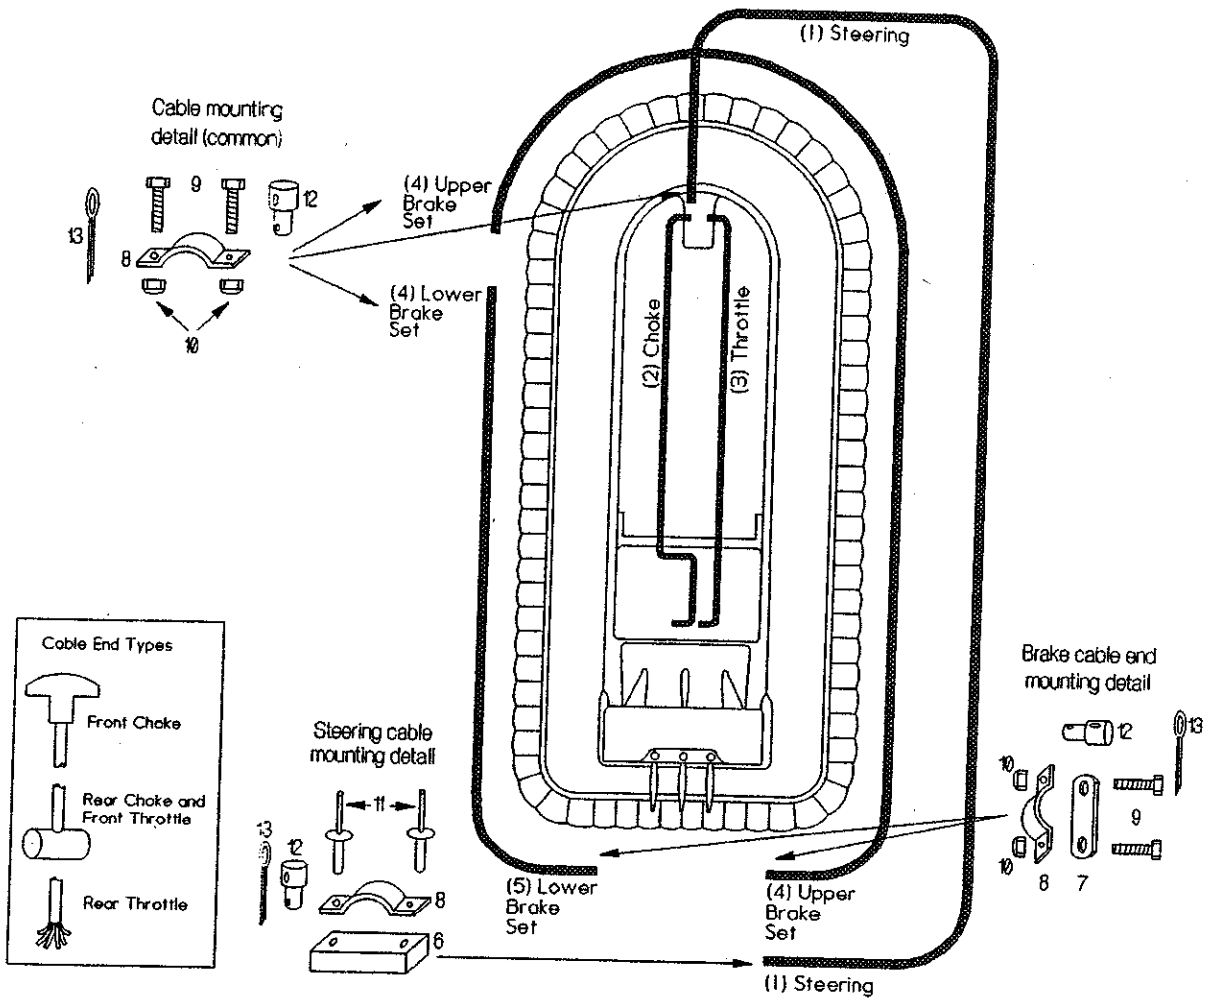 (1) Steering
Cable mounting
detail (common)
9
12
13
8
10
(4) Upper
Brake
Set
(4) Lower
Brake
Set
(2) Choke
(3) Throttle
Cable End Types
Front Choke
Rear Choke and
Front Throttle
Rear Throttle
Steering cable
mounting detail
11
13
12
8
6
(5) Lower
Brake
Set
(4) Upper
Brake
Set
(1) Steering
Brake cable end
mounting detail
12
13
10
9
10
8
7